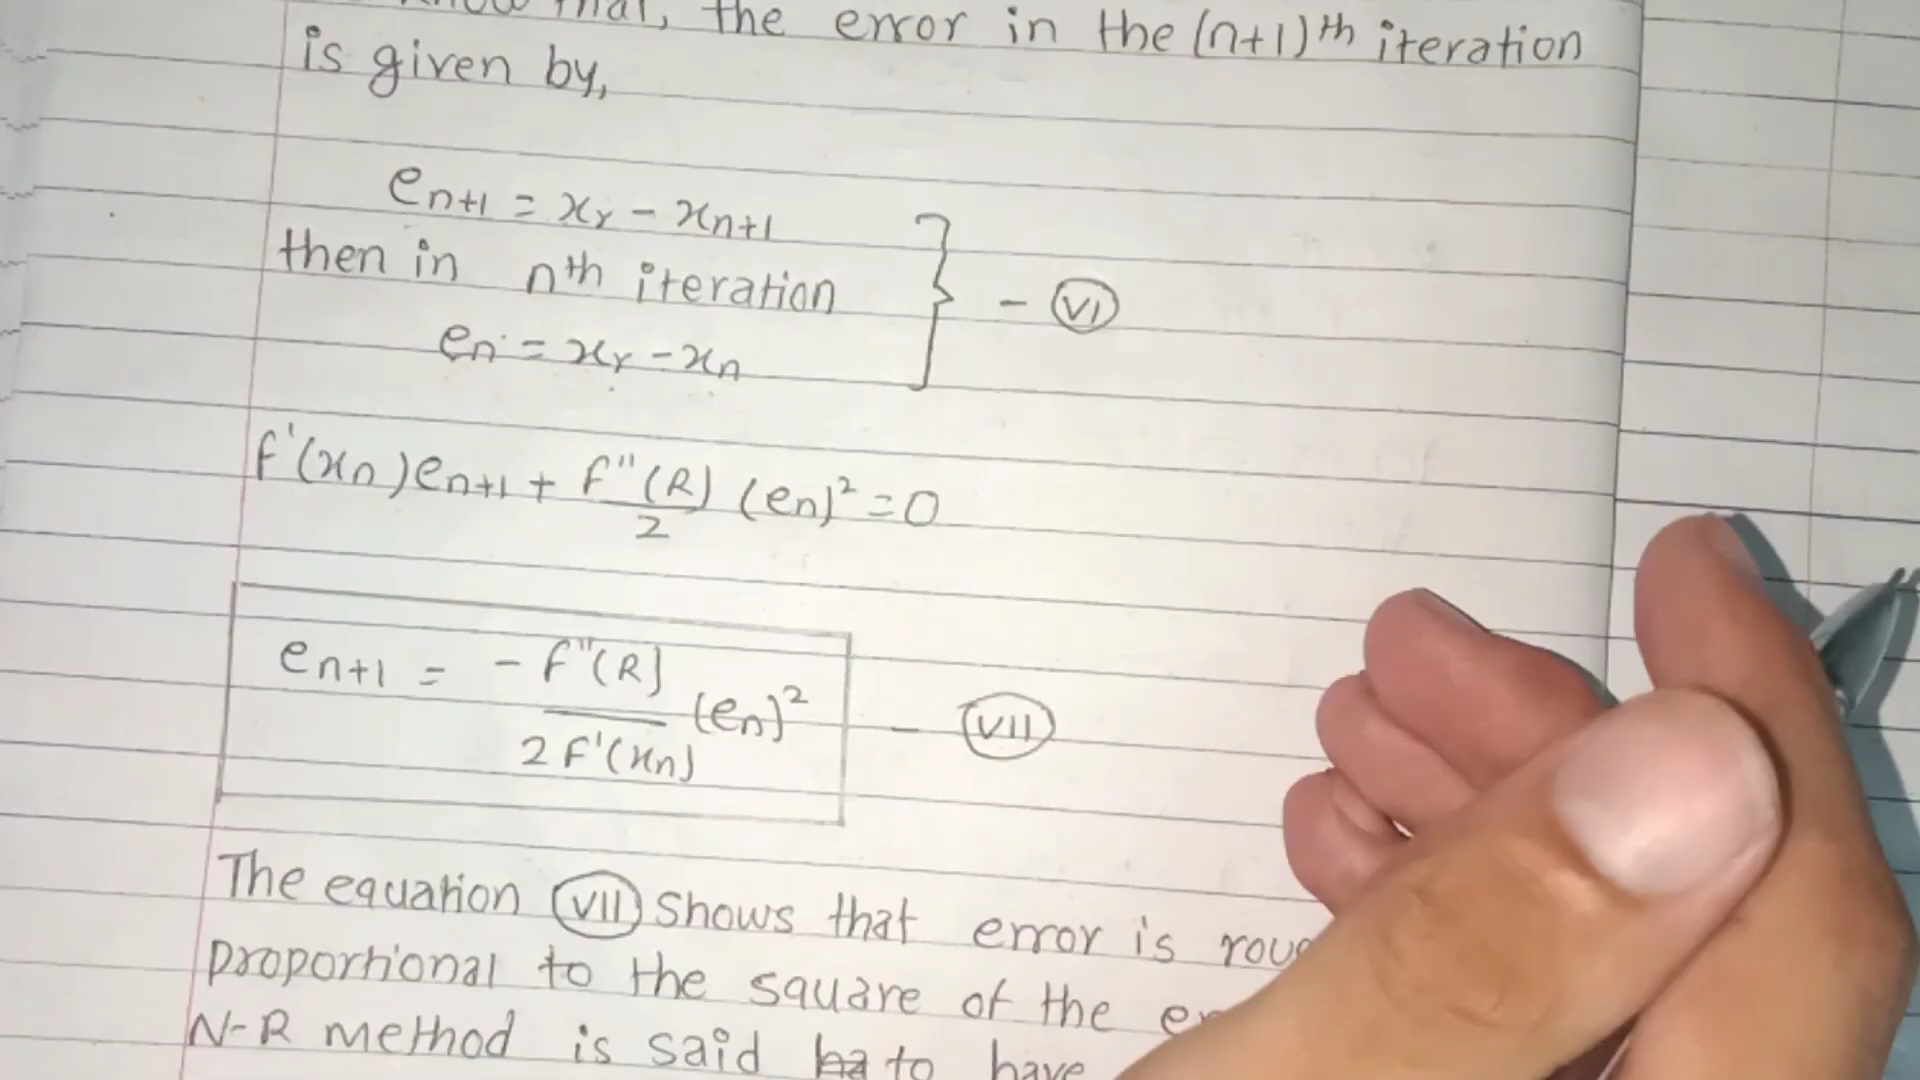 that, the error in the (n+1)th iteration
is given by,
en+1 = xr - xn+1
then in nth iteration
en = xr - xn
} - (VI)
f'(xn)en+1 + f"(R)/2 (en)² = 0
en+1 = -f"(R)/2f'(xn) (en)² - (VII)
The equation (VII) shows that error is
proportional to the square of the
N-R method is said to have